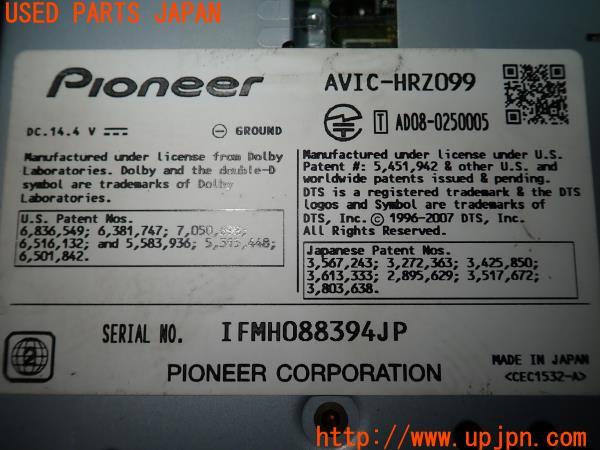 USED PARTS JAPAN
Pioneer
AVIC-HRZ099
DC.14.4 V
GROUND
T AD08-0250005
Manufactured under license from Dolby
Laboratories. Dolby and the double-D
symbol are trademarks of Dolby
Laboratories.
U.S. Patent Nos.
6,836,549; 6,381,747; 7,050,
6,516,132; and 5,583,936;
6,501,842.
Manufactured under license under U.S.
Patent #: 5,451,942 & other U.S. and
worldwide patents issued & pending.
DTS is a registered trademark & the DTS
logos and Symbol are trademarks of
DTS, Inc. © 1996-2007 DTS, Inc.
All Rights Reserved.
Japanese Patent Nos.
3,567,243; 3,272,363; 3,425,850;
3,613,333; 2,895,629; 3,517,672;
3,803,638.
2
SERIAL NO. IFMH088394JP
PIONEER CORPORATION
MADE IN JAPAN
<CEC1532-A>
UPJ
http://www.upjpn.com/